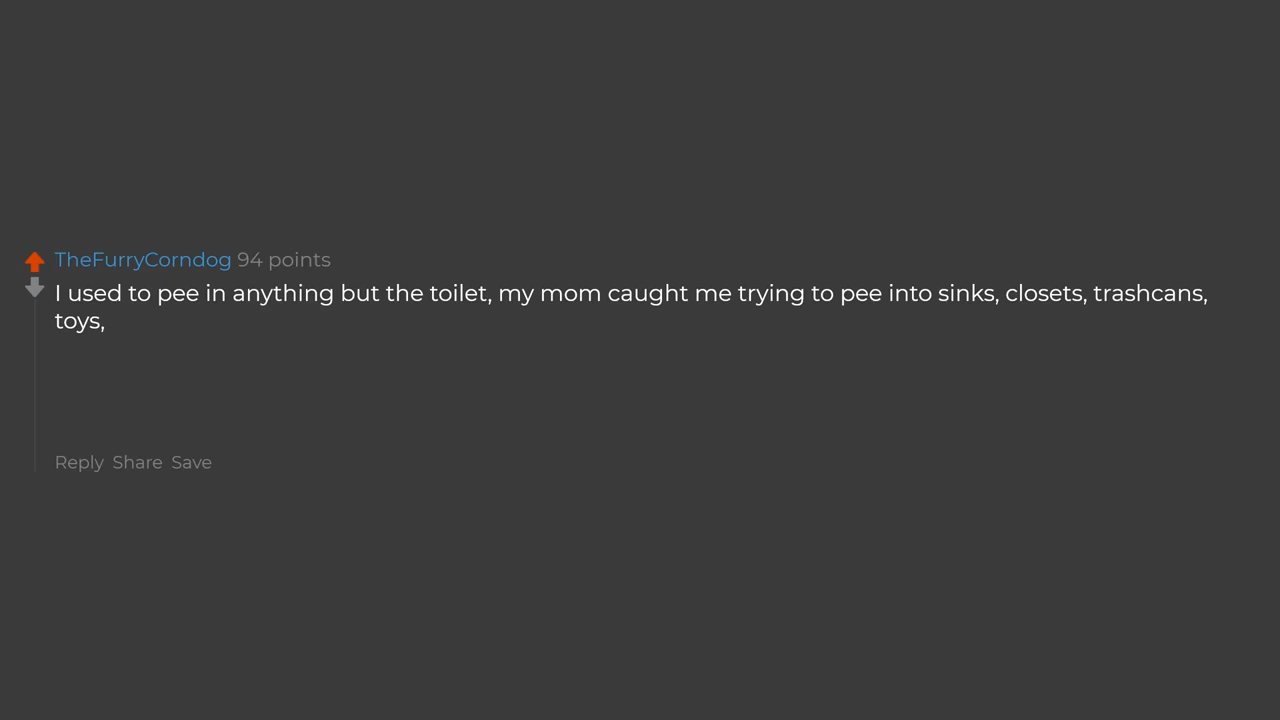 TheFurryCorndog 94 points
I used to pee in anything but the toilet, my mom caught me trying to pee into sinks, closets, trashcans,
toys,
Reply Share Save